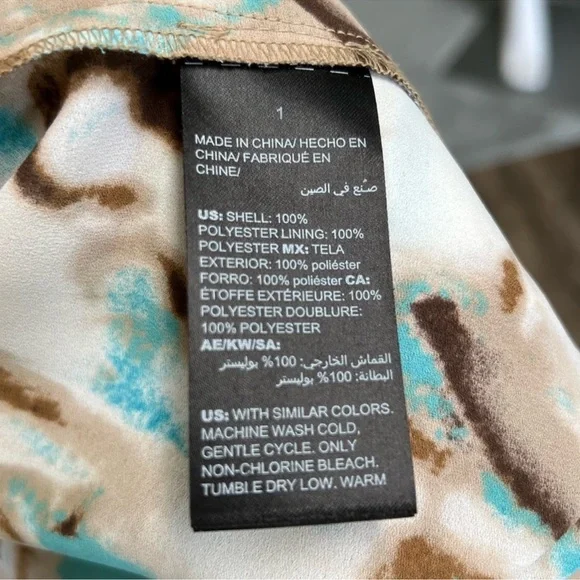 1
MADE IN CHINA/ HECHO EN
CHINA/ FABRIQUÉ EN
CHINE/
صنع في الصين
US: SHELL: 100%
POLYESTER LINING: 100%
POLYESTER MX: TELA
EXTERIOR: 100% poliéster
FORRO: 100% poliéster CA:
ÉTOFFE EXTÉRIEURE: 100%
POLYESTER DOUBLURE:
100% POLYESTER
AE/KW/SA:
القماش الخارجي: 100% بوليستر
البطانة: 100% بوليستر
US: WITH SIMILAR COLORS.
MACHINE WASH COLD,
GENTLE CYCLE. ONLY
NON-CHLORINE BLEACH.
TUMBLE DRY LOW. WARM